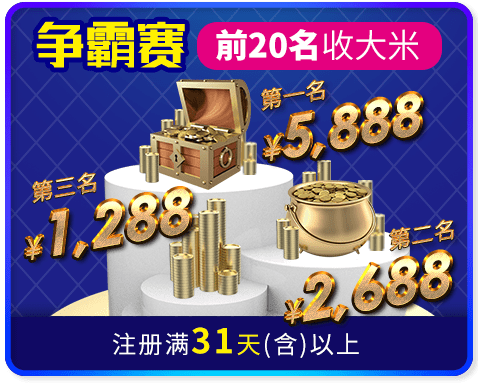 争霸赛 前20名收大米
第一名
¥5,888
第三名
¥1,288
第二名
¥2,688
注册满31天(含)以上